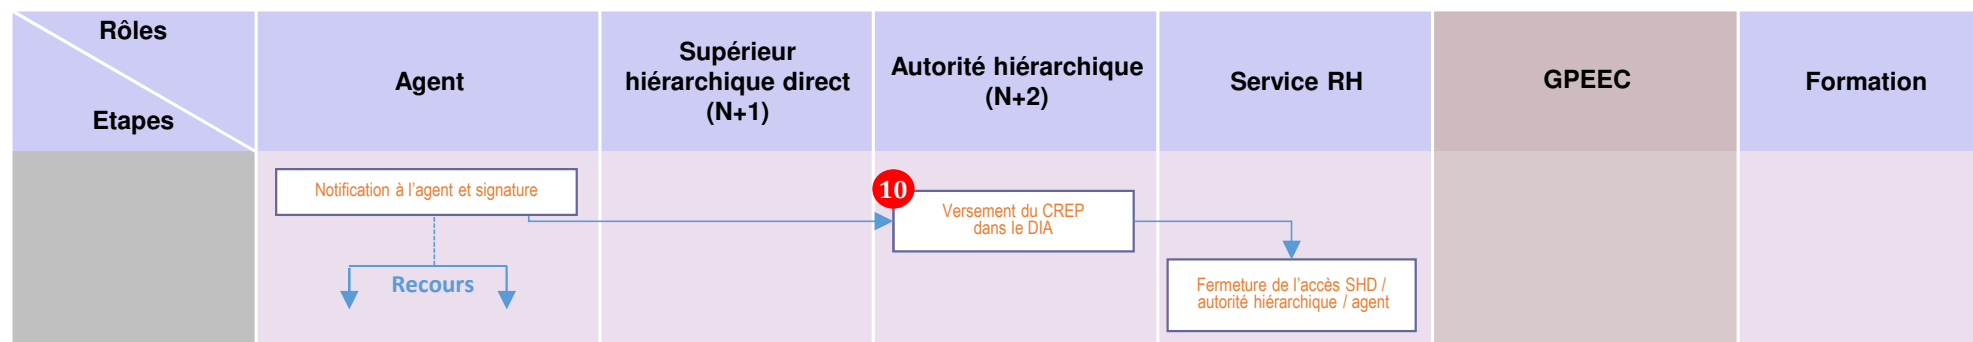 Rôles
Etapes
Agent
Supérieur
hiérarchique direct
(N+1)
Autorité hiérarchique
(N+2)
Service RH
GPEEC
Formation
Notification à l'agent et signature
Recours
10
Versement du CREP
dans le DIA
Fermeture de l'accès SHD /
autorité hiérarchique / agent